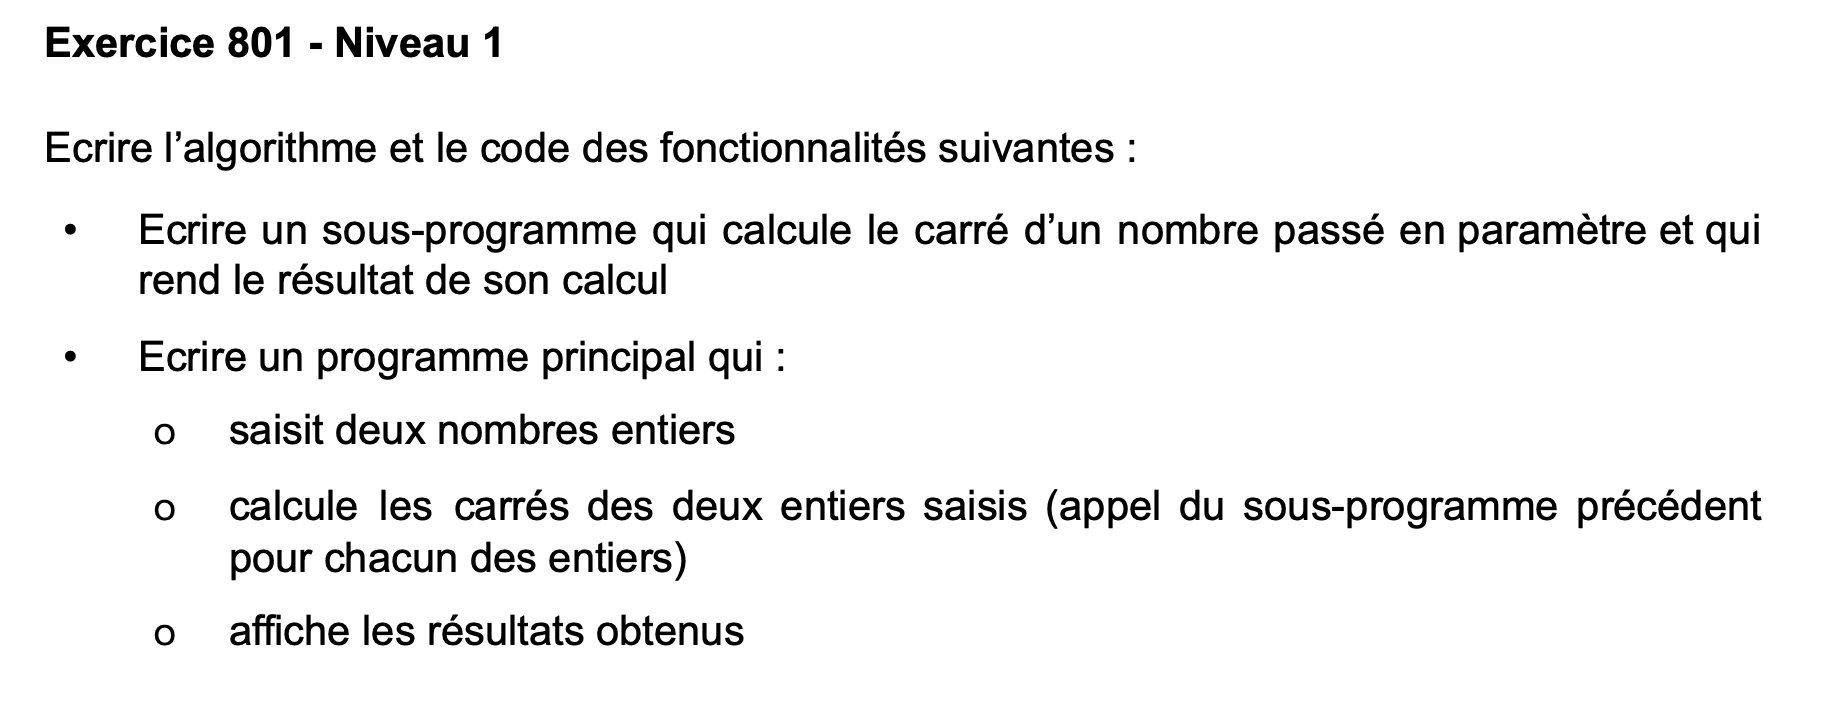 Exercice 801 - Niveau 1
Ecrire l’algorithme et le code des fonctionnalités suivantes :
• Ecrire un sous-programme qui calcule le carré d’un nombre passé en paramètre et qui
rend le résultat de son calcul
• Ecrire un programme principal qui :
o saisit deux nombres entiers
o calcule les carrés des deux entiers saisis (appel du sous-programme précédent
pour chacun des entiers)
o affiche les résultats obtenus